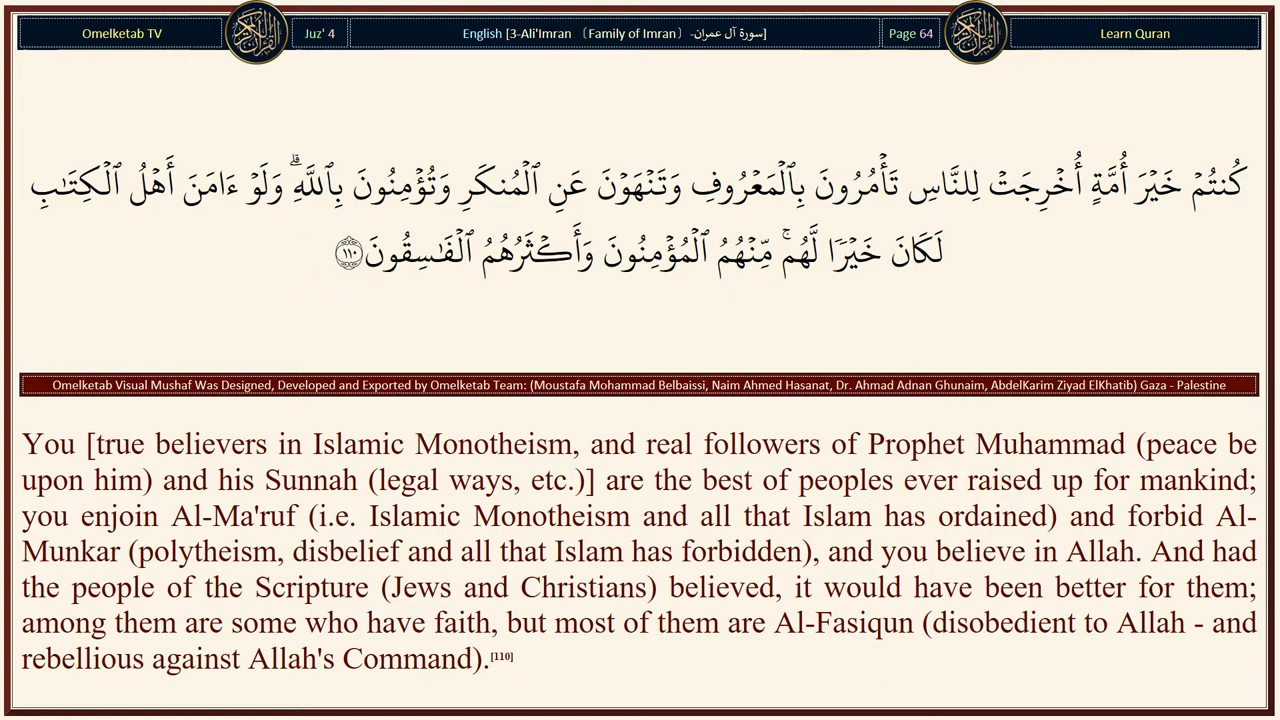 Omelketab TV
Juz' 4
English [3-Ali'Imran 〔Family of Imran〕 -سورة آل عمران]
Page 64
Learn Quran
كُنتُمۡ خَيۡرَ أُمَّةٍ أُخۡرِجَتۡ لِلنَّاسِ تَأۡمُرُونَ بِٱلۡمَعۡرُوفِ وَتَنۡهَوۡنَ عَنِ ٱلۡمُنكَرِ وَتُؤۡمِنُونَ بِٱللَّهِۗ وَلَوۡ ءَامَنَ أَهۡلُ ٱلۡكِتَٰبِ
لَكَانَ خَيۡرٗا لَّهُمۚ مِّنۡهُمُ ٱلۡمُؤۡمِنُونَ وَأَكۡثَرُهُمُ ٱلۡفَٰسِقُونَ ١١٠
Omelketab Visual Mushaf Was Designed, Developed and Exported by Omelketab Team: (Moustafa Mohammad Belbaissi, Naim Ahmed Hasanat, Dr. Ahmad Adnan Ghunaim, AbdelKarim Ziyad ElKhatib) Gaza - Palestine
You [true believers in Islamic Monotheism, and real followers of Prophet Muhammad (peace be
upon him) and his Sunnah (legal ways, etc.)] are the best of peoples ever raised up for mankind;
you enjoin Al-Ma'ruf (i.e. Islamic Monotheism and all that Islam has ordained) and forbid Al-
Munkar (polytheism, disbelief and all that Islam has forbidden), and you believe in Allah. And had
the people of the Scripture (Jews and Christians) believed, it would have been better for them;
among them are some who have faith, but most of them are Al-Fasiqun (disobedient to Allah - and
rebellious against Allah's Command).[110]